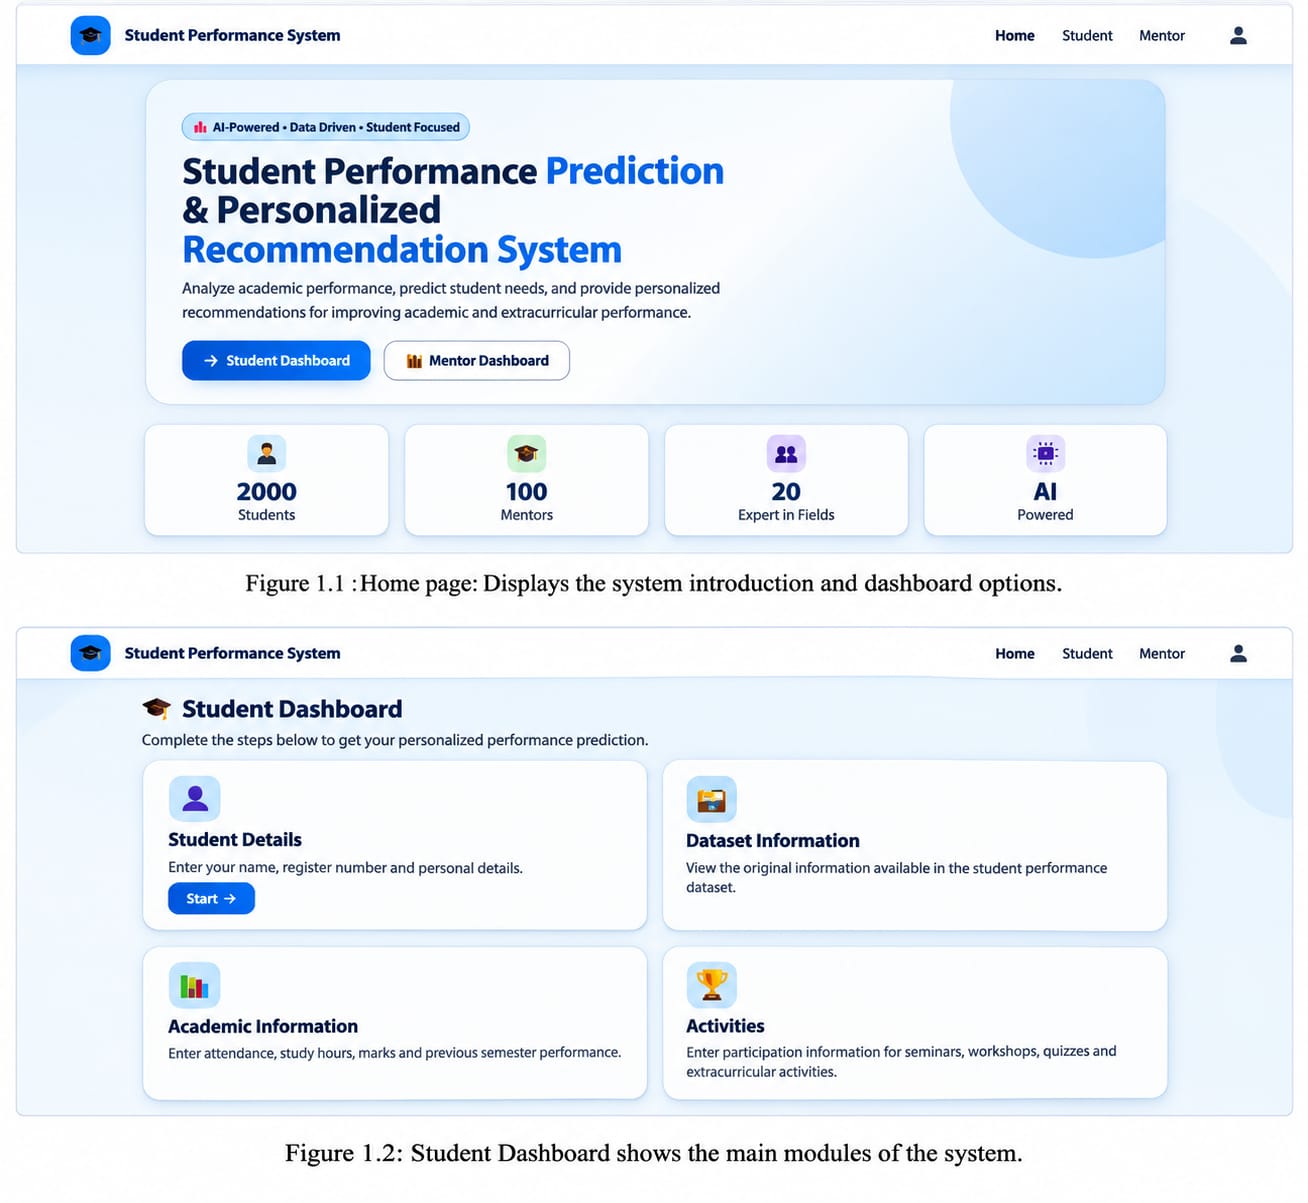 Student Performance System
Home Student Mentor
AI-Powered • Data Driven • Student Focused
Student Performance Prediction
& Personalized
Recommendation System
Analyze academic performance, predict student needs, and provide personalized
recommendations for improving academic and extracurricular performance.
→ Student Dashboard
Mentor Dashboard
2000
Students
100
Mentors
20
Expert in Fields
AI
Powered
Figure 1.1 :Home page: Displays the system introduction and dashboard options.
Student Performance System
Home Student Mentor
Student Dashboard
Complete the steps below to get your personalized performance prediction.
Student Details
Enter your name, register number and personal details.
Start →
Dataset Information
View the original information available in the student performance
dataset.
Academic Information
Enter attendance, study hours, marks and previous semester performance.
Activities
Enter participation information for seminars, workshops, quizzes and
extracurricular activities.
Figure 1.2: Student Dashboard shows the main modules of the system.